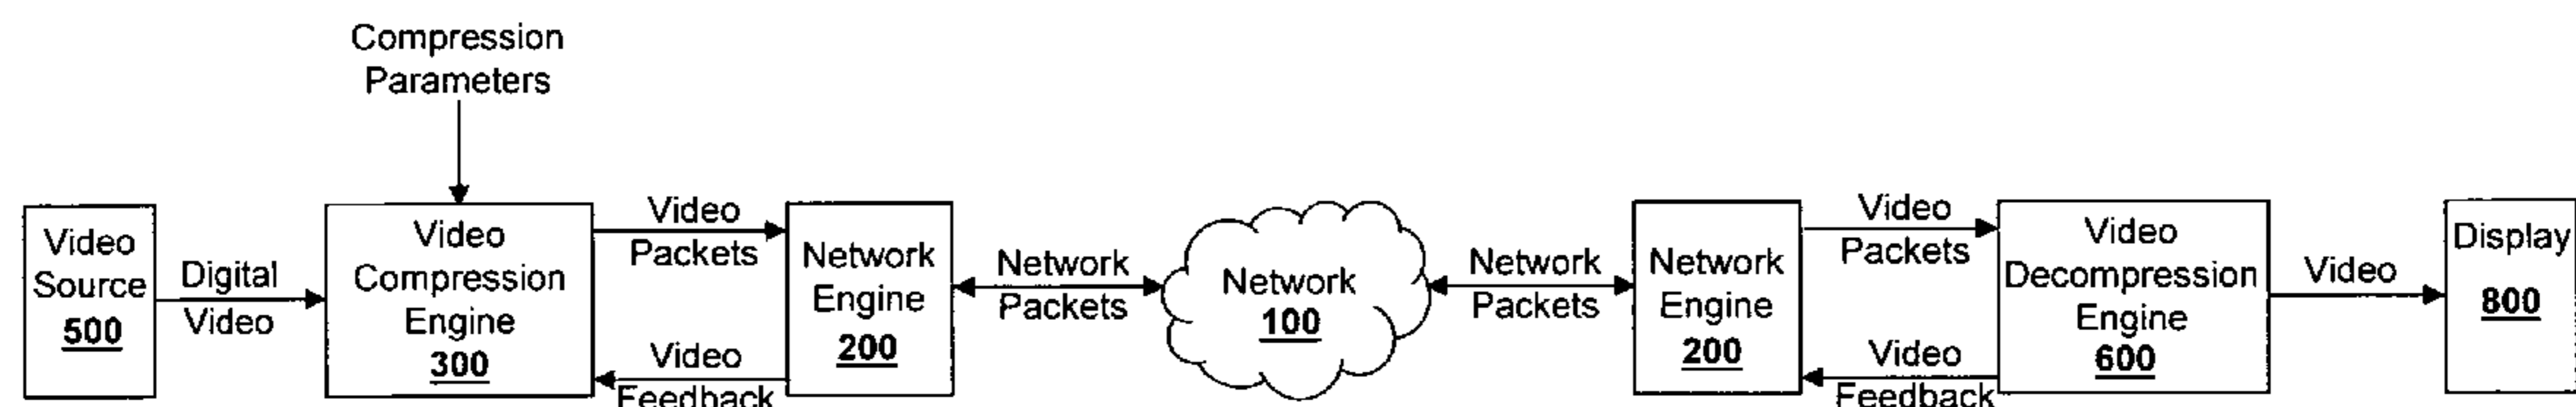 Compression
Parameters
Video
Source
500
Digital
Video
Video
Compression
Engine
300
Video
Packets
Video
Feedback
Network
Engine
200
Network
Packets
Network
100
Network
Packets
Network
Engine
200
Video
Packets
Video
Feedback
Video
Decompression
Engine
600
Video
Display
800